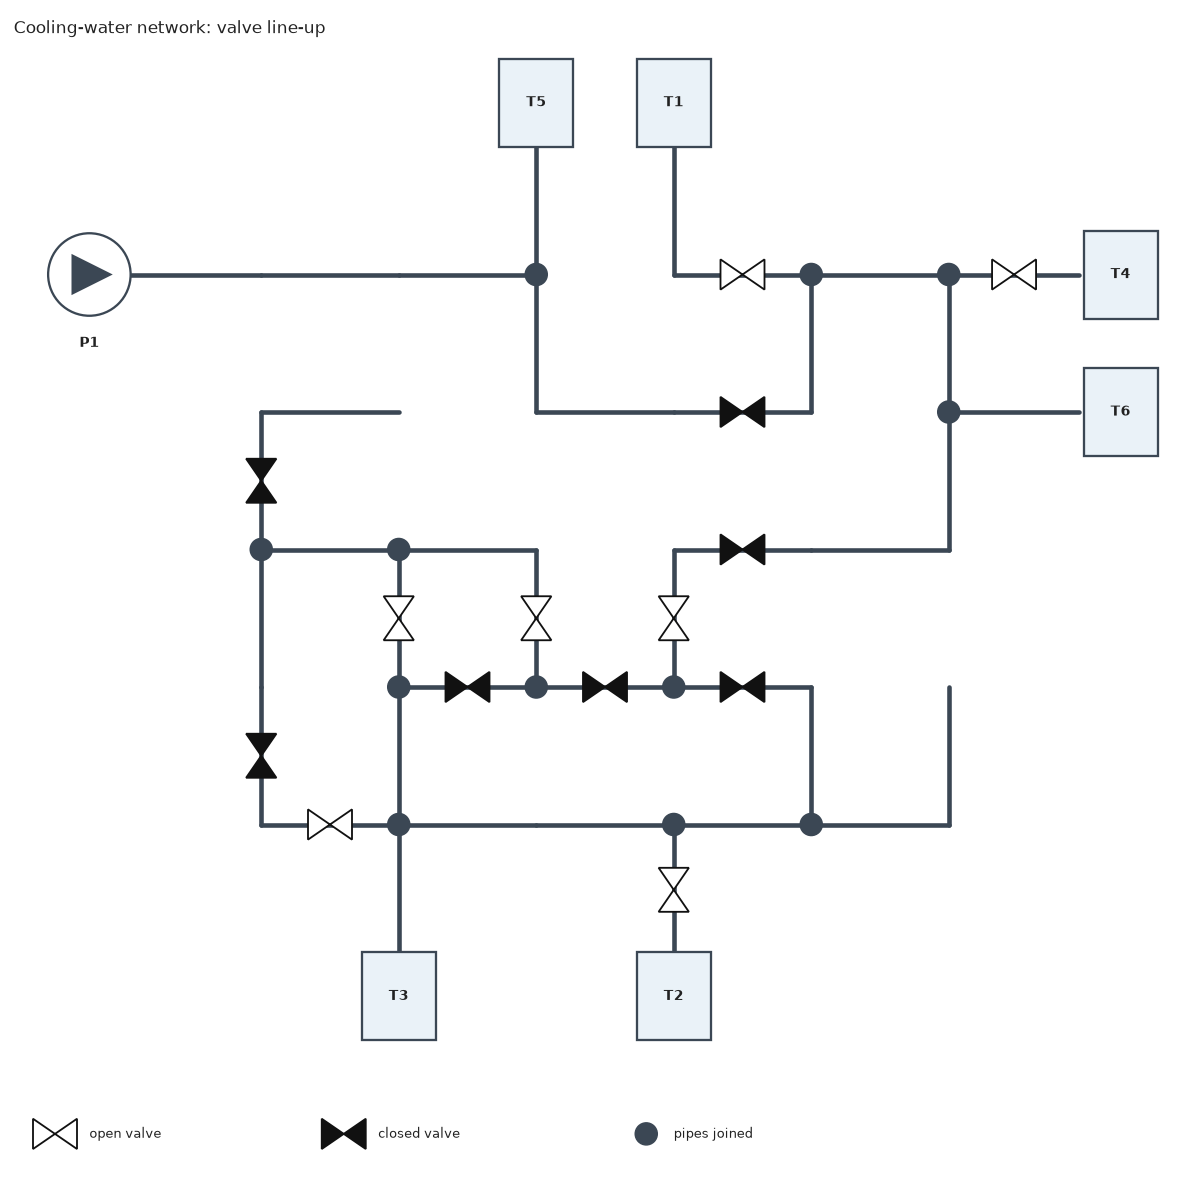 Cooling-water network: valve line-up
T5
T1
T4
P1
T6
T3
T2
open valve
closed valve
pipes joined